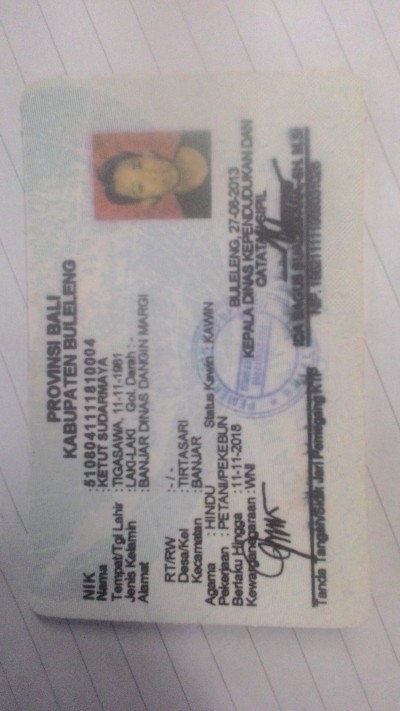 PROVINSI BALI
KABUPATEN BULELENG
NIK : 5108041111810004
Nama : KETUT SUDARMAYA
Tempat/Tgl Lahir : TIGASAWA, 11-11-1981
Jenis Kelamin : LAKI-LAKI Gol. Darah : -
Alamat : BANJAR DINAS DANGIN MARGI
RT/RW : - / -
Desa/Kel : TIRTASARI
Kecamatan : BANJAR
Agama : HINDU Status Kawin : KAWIN
Pekerjaan : PETANI/PEKEBUN
Berlaku Hingga : 11-11-2018
Kewarganegaraan : WNI
BULELENG, 27-08-2013
KEPALA DINAS KEPENDUDUKAN DAN
CATATAN SIPIL
Tanda Tangan/Sidik Jari Pemegang KTP
IDA BAGUS
NIP.